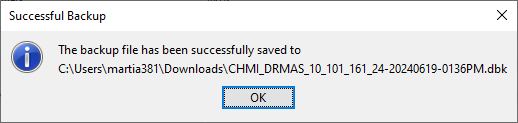 Successful Backup
The backup file has been successfully saved to
C:\Users\martia381\Downloads\CHMI_DRMAS_10_101_161_24-20240619-0136PM.dbk
OK